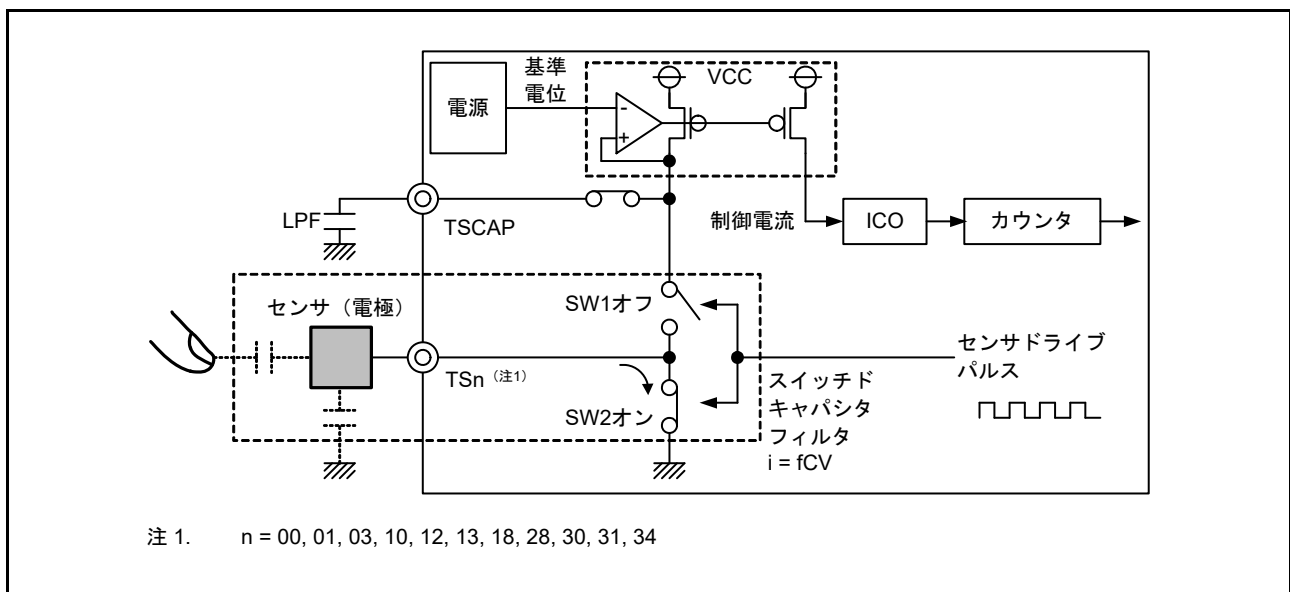 電源
基準
電位
VCC
-
+
LPF
TSCAP
制御電流
ICO
カウンタ
センサ（電極）
SW1オフ
TSn（注1）
SW2オン
スイッチド
キャパシタ
フィルタ
i = fCV
センサドライブ
パルス
注 1. n = 00, 01, 03, 10, 12, 13, 18, 28, 30, 31, 34